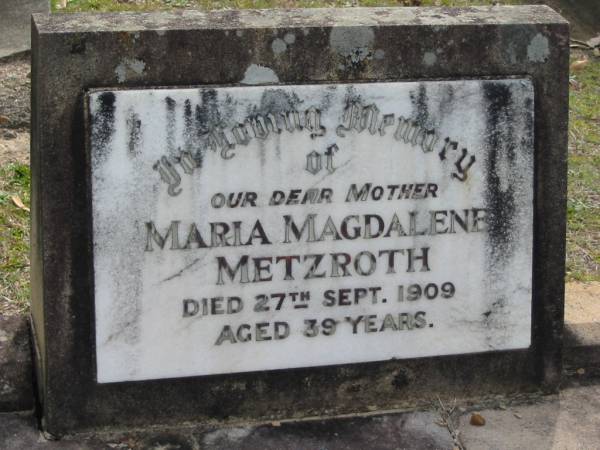 In Loving Memory
of
OUR DEAR MOTHER
MARIA MAGDALENE
METZROTH
DIED 27TH SEPT. 1909
AGED 39 YEARS.